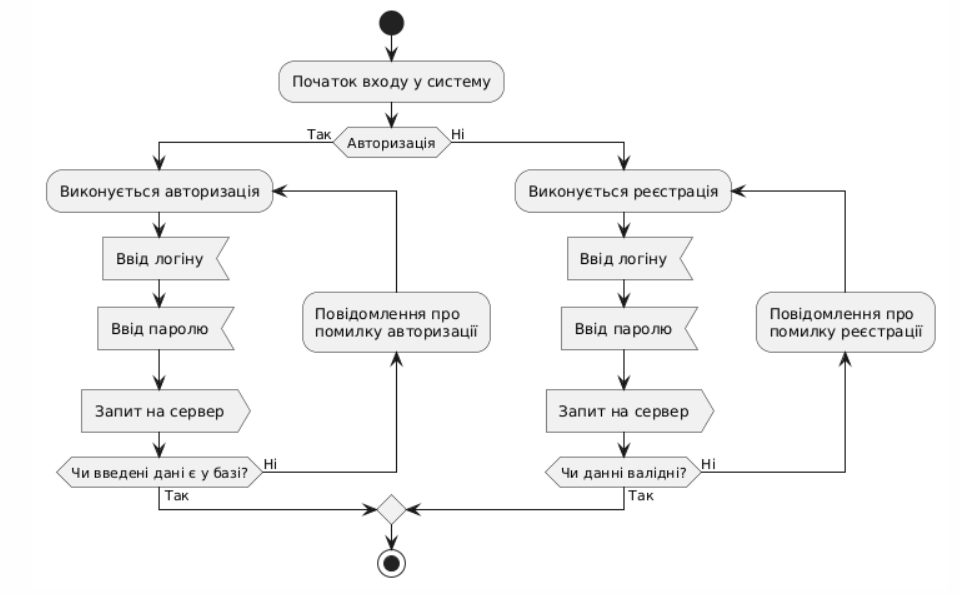 Початок входу у систему
Так
Авторизація
Ні
Виконується авторизація
Ввід логіну
Ввід паролю
Повідомлення про
помилку авторизації
Запит на сервер
Чи введені дані є у базі?
Ні
Так
Виконується реєстрація
Ввід логіну
Ввід паролю
Повідомлення про
помилку реєстрації
Запит на сервер
Чи данні валідні?
Ні
Так